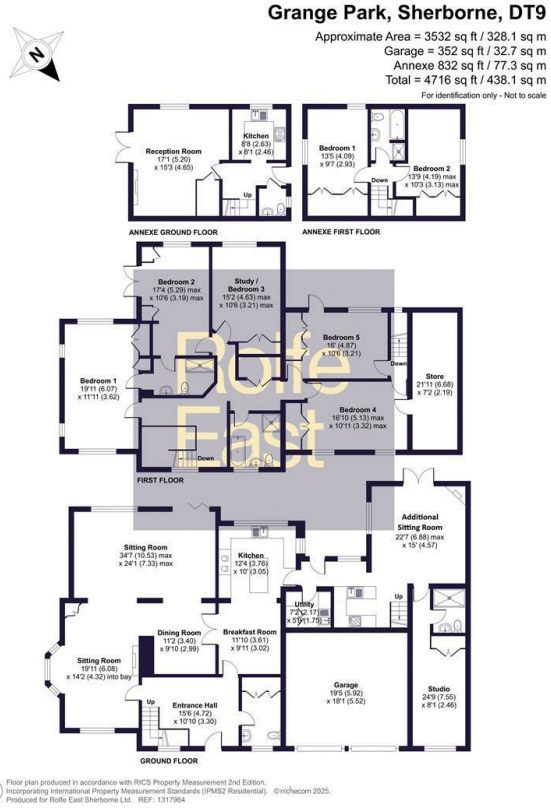 Grange Park, Sherborne, DT9
Approximate Area = 3532 sq ft / 328.1 sq m
Garage = 352 sq ft / 32.7 sq m
Annexe 832 sq ft / 77.3 sq m
Total = 4716 sq ft / 438.1 sq m
For identification only - Not to scale
N
Reception Room
17'1 (5.20)
x 15'3 (4.65)
Kitchen
8'8 (2.63)
x 8'1 (2.46)
Up
ANNEXE GROUND FLOOR
Bedroom 1
13'5 (4.09)
x 9'7 (2.93)
Down
Bedroom 2
13'9 (4.19) max
x 10'3 (3.13) max
ANNEXE FIRST FLOOR
Bedroom 2
17'4 (5.29) max
x 10'6 (3.19) max
Study /
Bedroom 3
15'2 (4.63) max
x 10'6 (3.21) max
Bedroom 5
16' (4.87)
x 10'6 (3.21)
Down
Store
21'11 (6.68)
x 7'2 (2.19)
Bedroom 1
19'11 (6.07)
x 11'11 (3.62)
Bedroom 4
16'10 (5.13) max
x 10'11 (3.32) max
Down
Rolfe
East
FIRST FLOOR
Sitting Room
34'7 (10.53) max
x 24'1 (7.33) max
Kitchen
12'4 (3.76)
x 10' (3.05)
Additional
Sitting Room
22'7 (6.88) max
x 15' (4.57)
Up
Utility
7'2 (2.17)
x 5'9 (1.75)
Dining Room
11'2 (3.40)
x 9'10 (2.99)
Breakfast Room
11'10 (3.61)
x 9'11 (3.02)
Sitting Room
19'11 (6.08)
x 14'2 (4.32) into bay
Up
Entrance Hall
15'6 (4.72)
x 10'10 (3.30)
Garage
19'5 (5.92)
x 18'1 (5.52)
Studio
24'9 (7.55)
x 8'1 (2.46)
GROUND FLOOR
Floor plan produced in accordance with RICS Property Measurement 2nd Edition,
Incorporating International Property Measurement Standards (IPMS2 Residential). ©nichecom 2025.
Produced for Rolfe East Sherborne Ltd. REF: 1317964